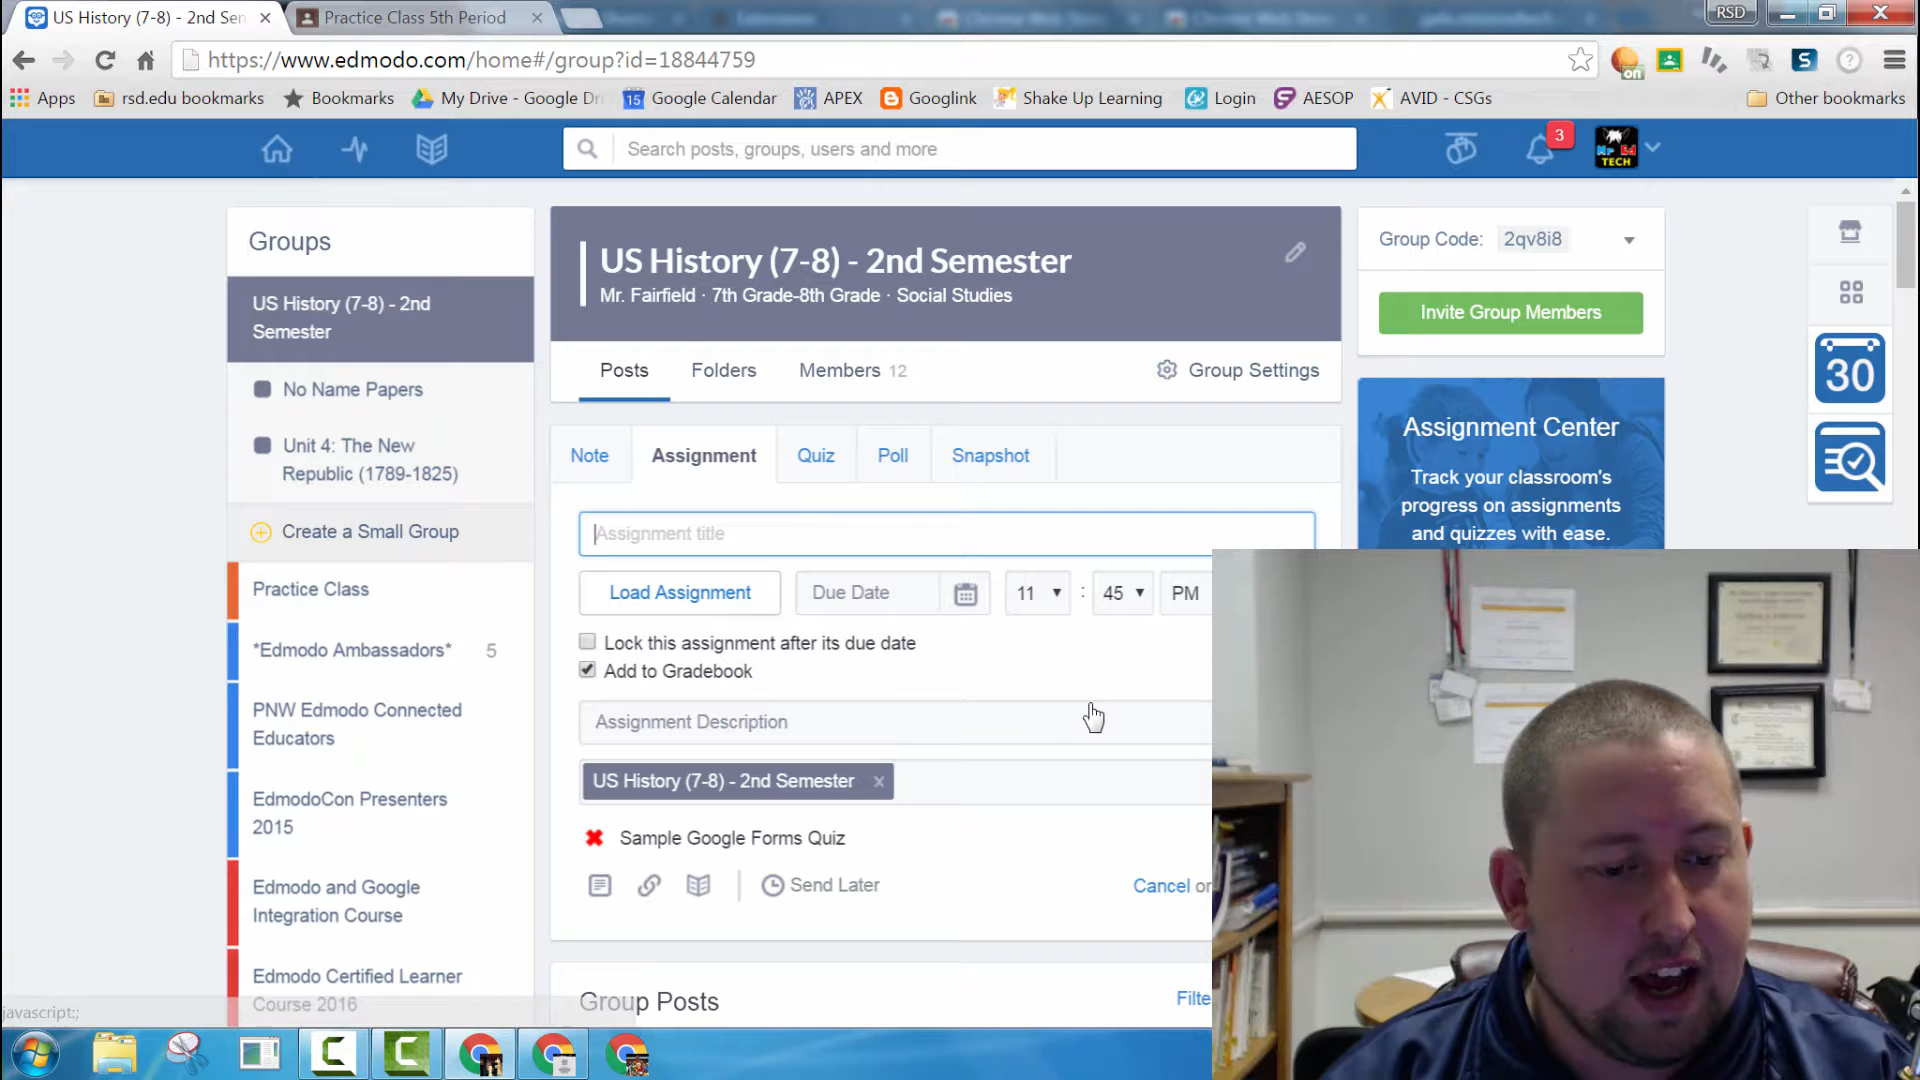 US History (7-8) - 2nd Sen
Practice Class 5th Period
RSD
https://www.edmodo.com/home#/group?id=18844759
on
S
Apps
rsd.edu bookmarks
Bookmarks
My Drive - Google Dr
15 Google Calendar
APEX
Googlink
Shake Up Learning
Login
AESOP
AVID - CSGs
Other bookmarks
Search posts, groups, users and more
3
Mr Ed
TECH
Groups
US History (7-8) - 2nd
Semester
No Name Papers
Unit 4: The New
Republic (1789-1825)
Create a Small Group
Practice Class
*Edmodo Ambassadors* 5
PNW Edmodo Connected
Educators
EdmodoCon Presenters
2015
Edmodo and Google
Integration Course
Edmodo Certified Learner
Course 2016
javascript:;
US History (7-8) - 2nd Semester
Mr. Fairfield · 7th Grade-8th Grade · Social Studies
Posts
Folders
Members 12
Group Settings
Note
Assignment
Quiz
Poll
Snapshot
Assignment title
Load Assignment
Due Date
11 : 45 PM
Lock this assignment after its due date
Add to Gradebook
Assignment Description
US History (7-8) - 2nd Semester ×
Sample Google Forms Quiz
Send Later
Cancel or
Group Posts
Filte
Group Code: 2qv8i8
Invite Group Members
Assignment Center
Track your classroom's
progress on assignments
and quizzes with ease.
30